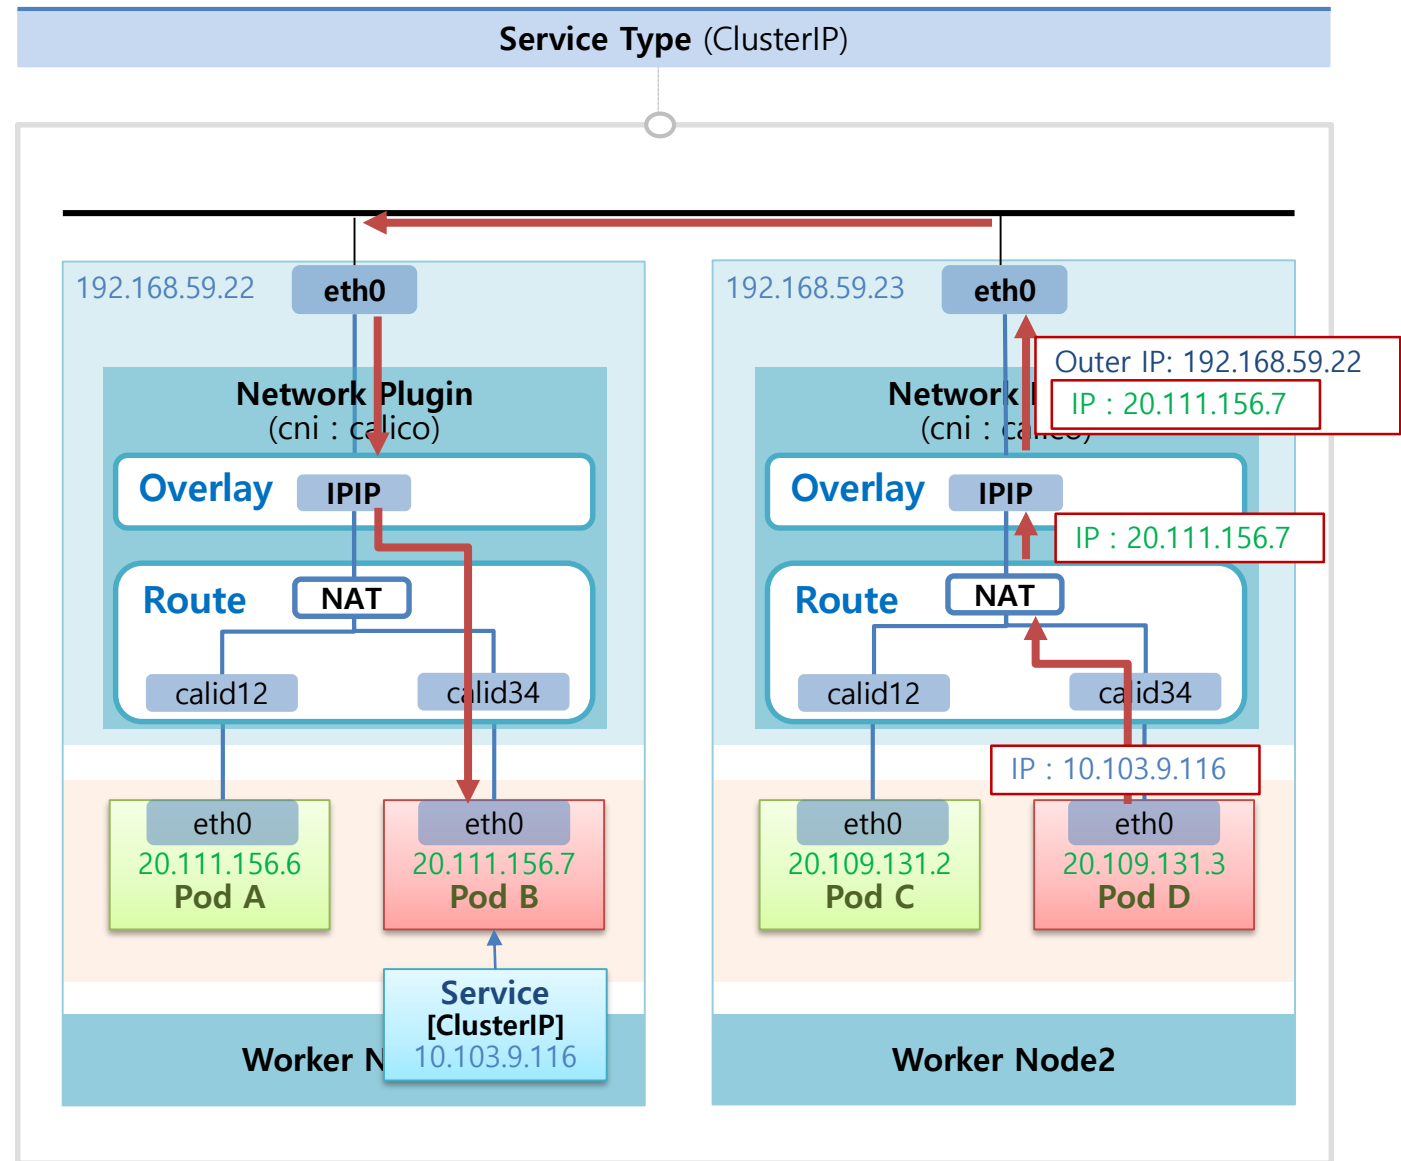 Service Type (ClusterIP)
192.168.59.22
eth0
Network Plugin
(cni : calico)
Overlay
IPIP
Route
NAT
calid12
calid34
eth0
20.111.156.6
Pod A
eth0
20.111.156.7
Pod B
Service
[ClusterIP]
10.103.9.116
Worker N
192.168.59.23
eth0
Outer IP: 192.168.59.22
IP : 20.111.156.7
Network
(cni : calico)
Overlay
IPIP
IP : 20.111.156.7
Route
NAT
calid12
calid34
IP : 10.103.9.116
eth0
20.109.131.2
Pod C
eth0
20.109.131.3
Pod D
Worker Node2